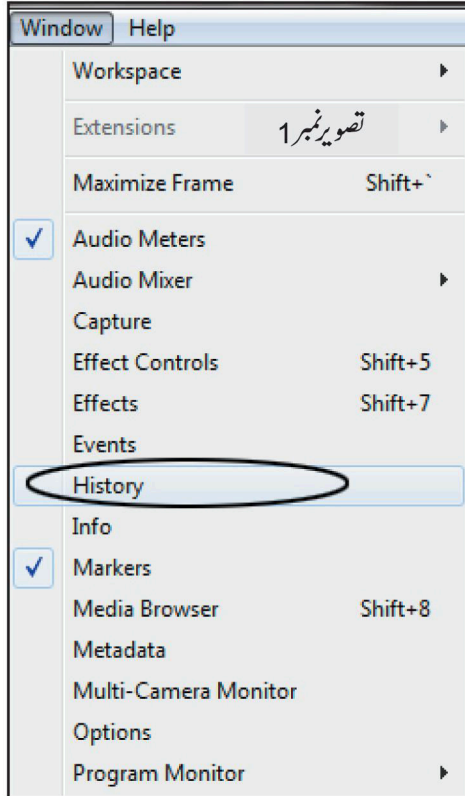 Window Help
Workspace
Extensions تصویر نمبر 1
Maximize Frame Shift+`
Audio Meters
Audio Mixer
Capture
Effect Controls Shift+5
Effects Shift+7
Events
History
Info
Markers
Media Browser Shift+8
Metadata
Multi-Camera Monitor
Options
Program Monitor